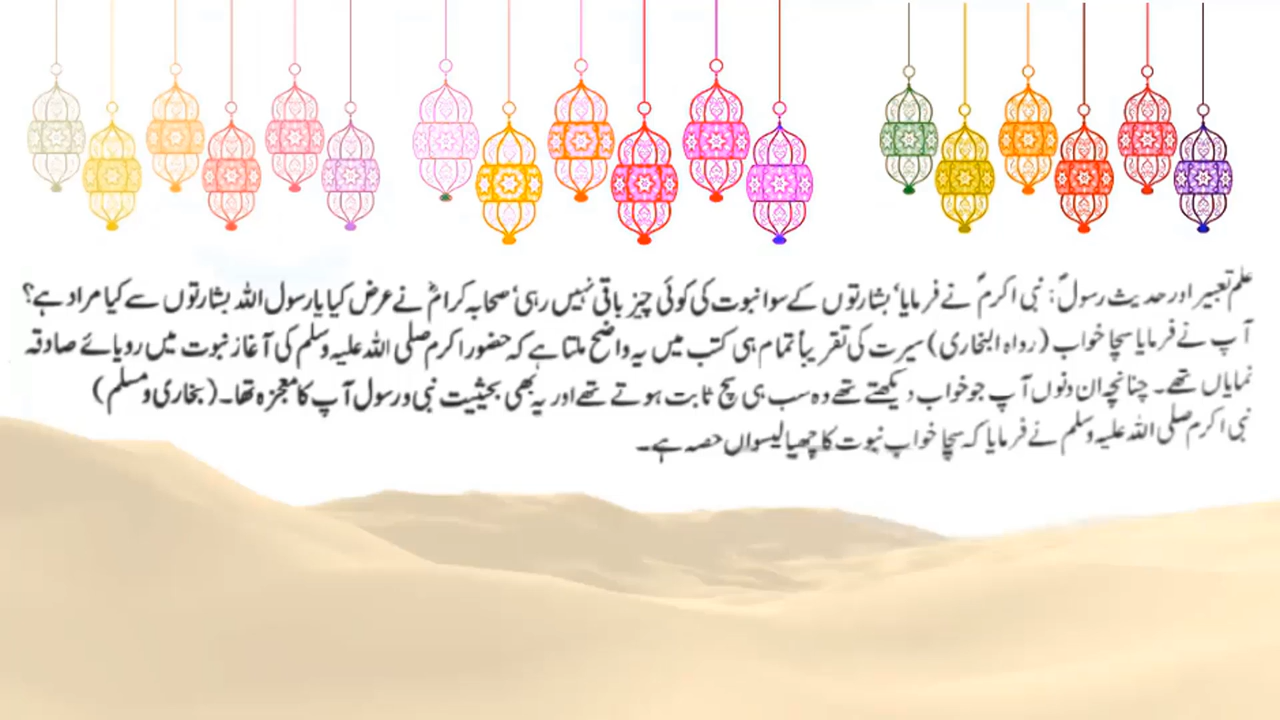 علم تعبیر اور حدیث رسولؐ: نبی اکرمؐ نے فرمایا‘ بشارتوں کے سوا نبوت کی کوئی چیز باقی نہیں رہی‘ صحابہ کرامؓ نے عرض کیا یا رسول اللہ بشارتوں سے کیا مراد ہے؟
آپ نے فرمایا سچا خواب (رواہ البخاری) سیرت کی تقریباً تمام ہی کتب میں یہ واضح ملتا ہے کہ حضور اکرم صلی اللہ علیہ وسلم کی آغاز نبوت میں رویائے صادقہ
نمایاں تھے۔ چنانچہ ان دنوں آپ جو خواب دیکھتے تھے وہ سب ہی سچ ثابت ہوتے تھے اور یہ بھی بحیثیت نبی ورسول آپ کا معجزہ تھا۔ (بخاری ومسلم)
نبی اکرم صلی اللہ علیہ وسلم نے فرمایا کہ سچا خواب نبوت کا چھیالیسواں حصہ ہے۔